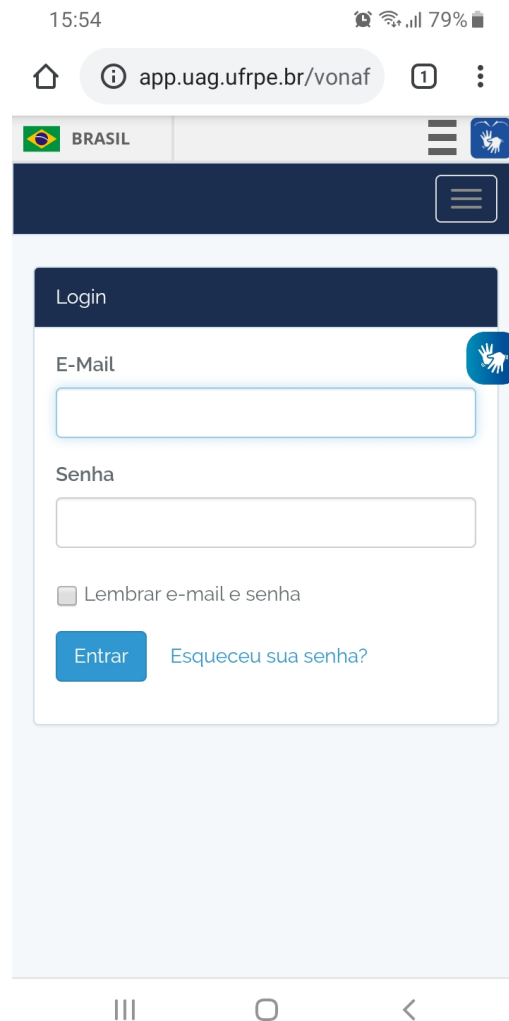 15:54 79%
app.uag.ufrpe.br/vonaf 1
BRASIL
Login
E-Mail
Senha
Lembrar e-mail e senha
Entrar Esqueceu sua senha?